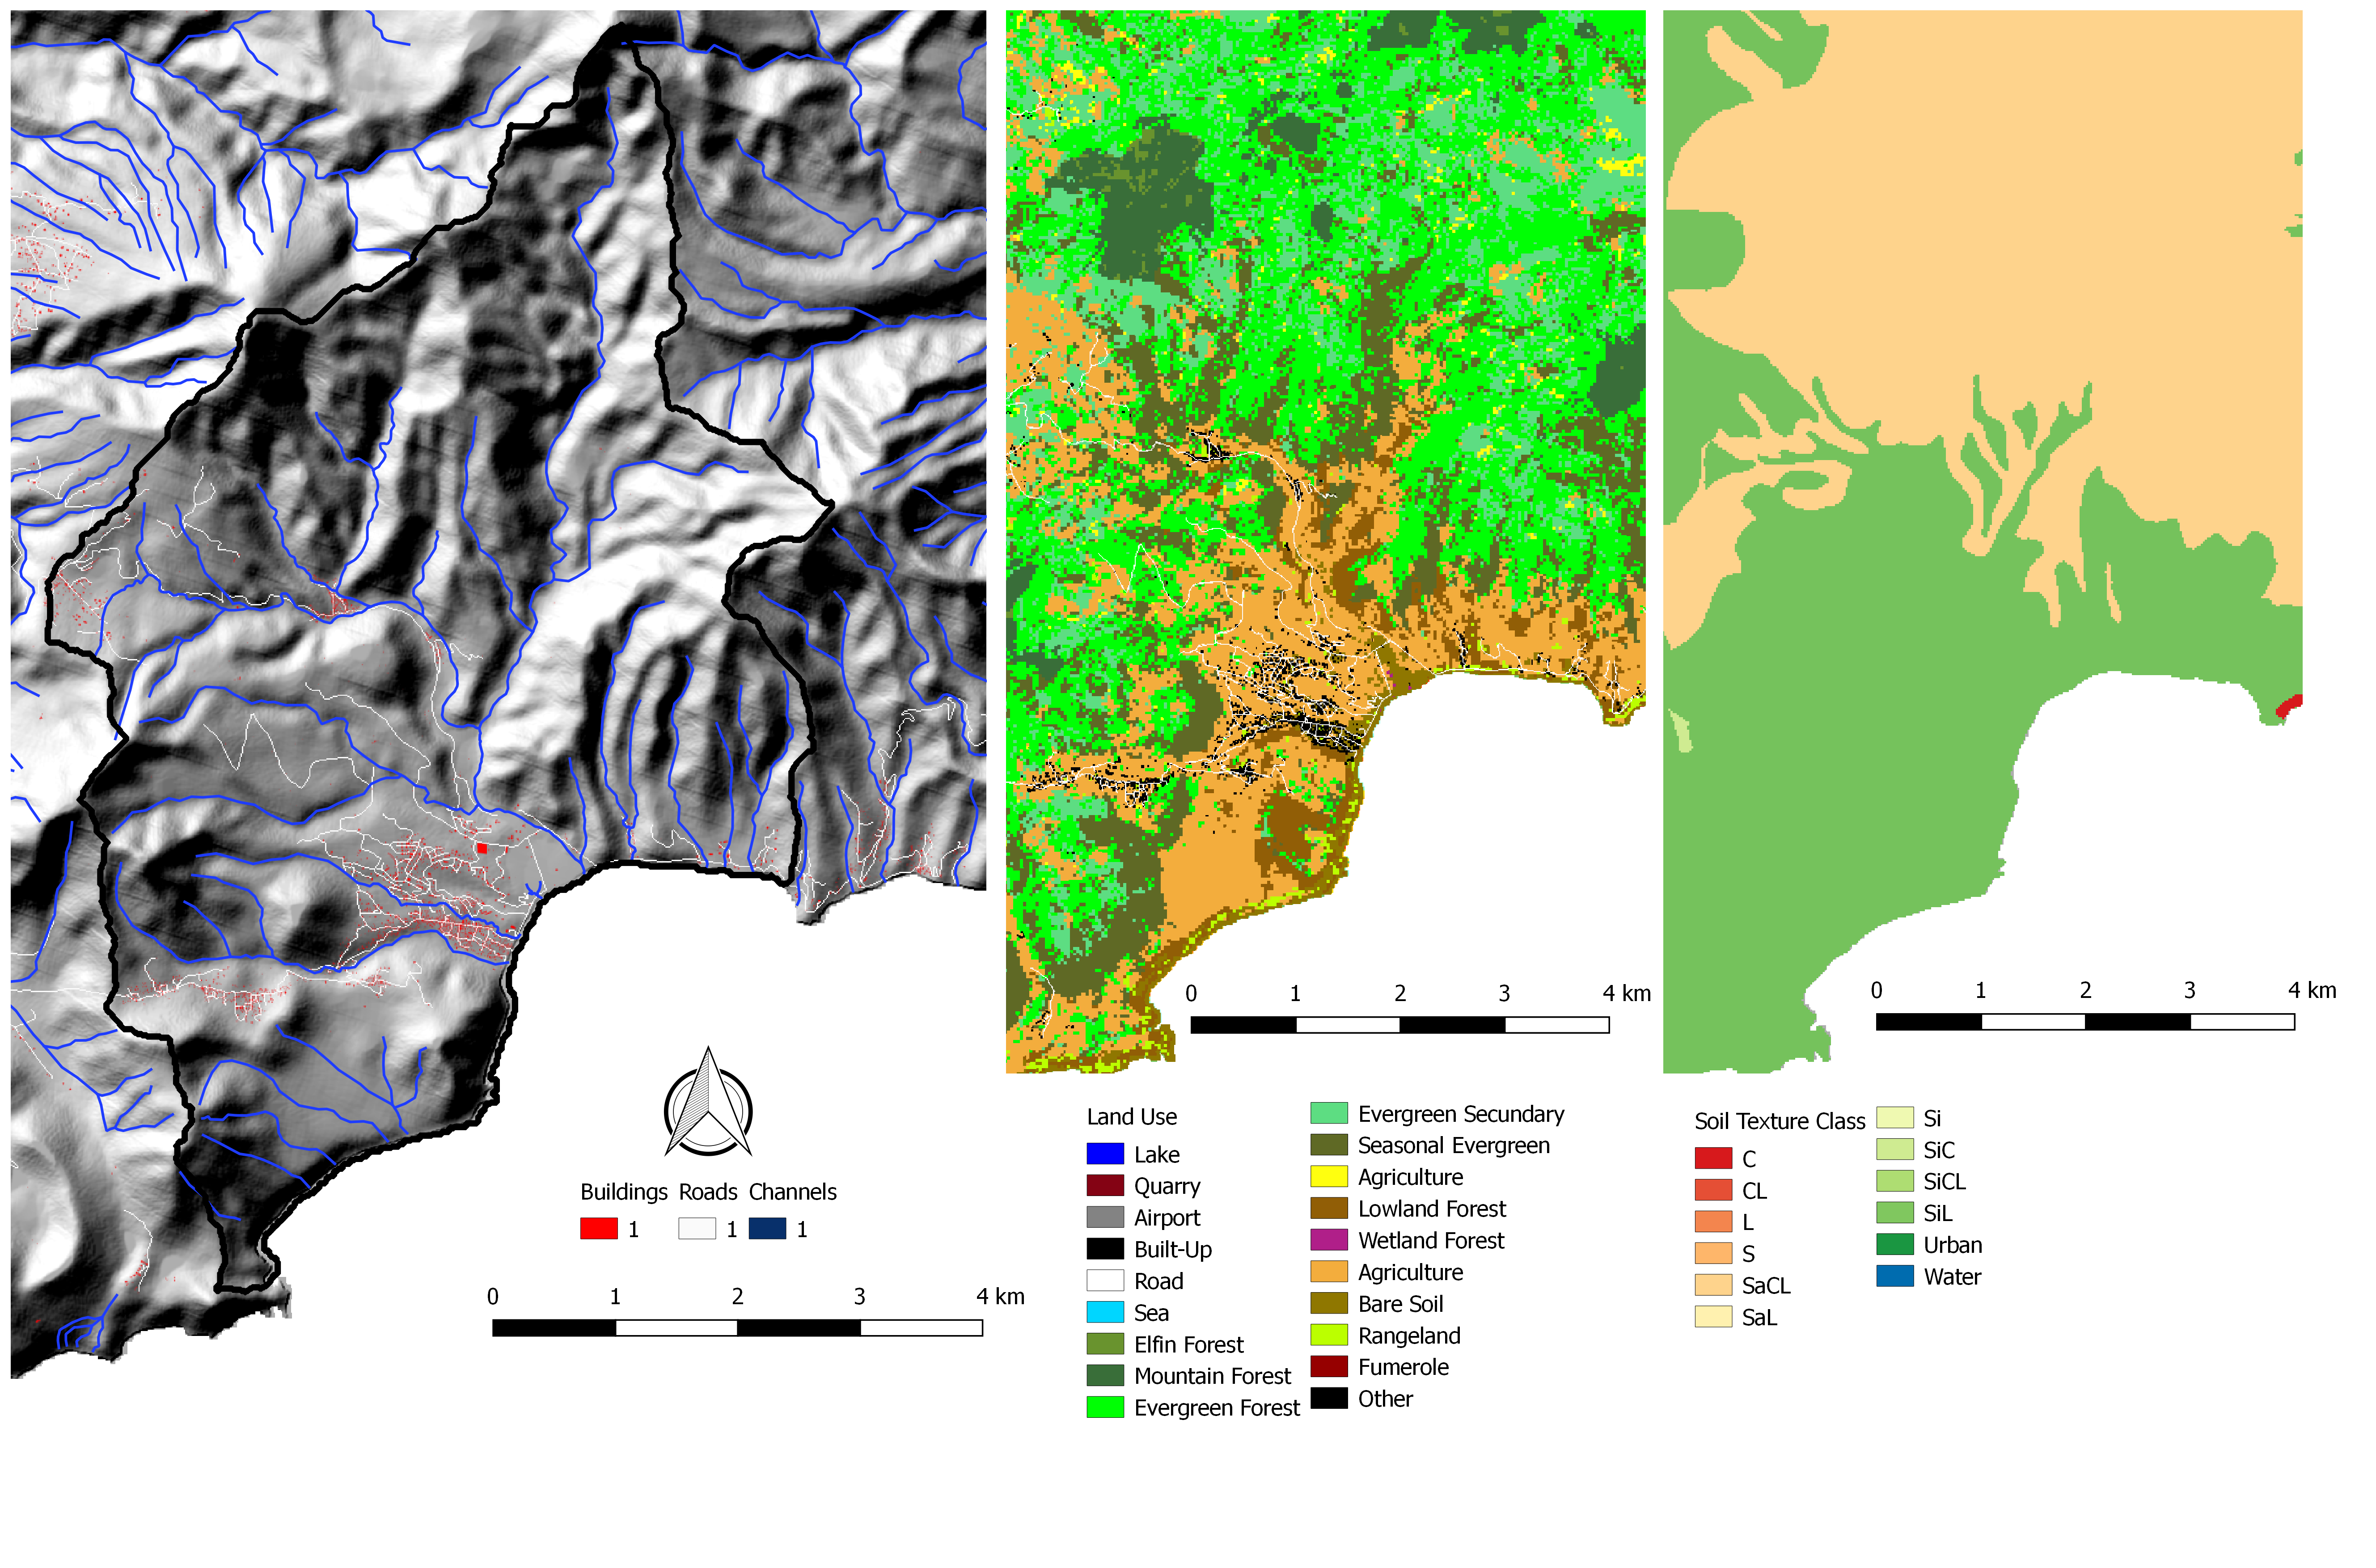 Buildings Roads Channels
1 1 1
0 1 2 3 4 km
0 1 2 3 4 km
Land Use
Lake
Quarry
Airport
Built-Up
Road
Sea
Elfin Forest
Mountain Forest
Evergreen Forest
Evergreen Secundary
Seasonal Evergreen
Agriculture
Lowland Forest
Wetland Forest
Agriculture
Bare Soil
Rangeland
Fumerole
Other
0 1 2 3 4 km
Soil Texture Class
C
CL
L
S
SaCL
SaL
Si
SiC
SiCL
SiL
Urban
Water